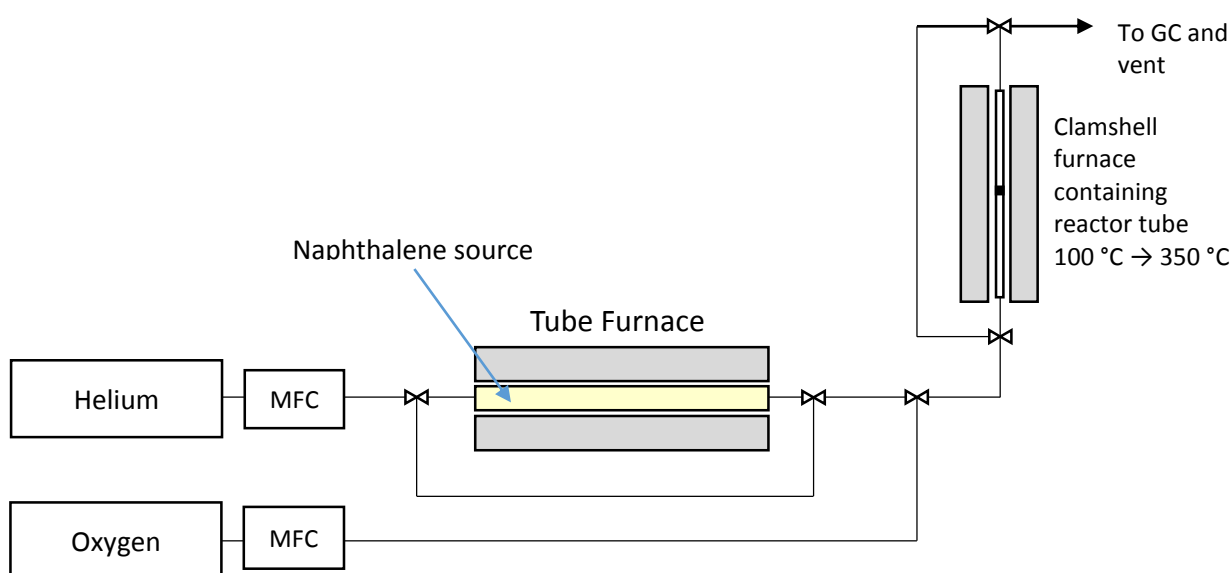 To GC and
vent
Clamshell
furnace
containing
reactor tube
100 °C → 350 °C
Naphthalene source
Tube Furnace
Helium
MFC
Oxygen
MFC